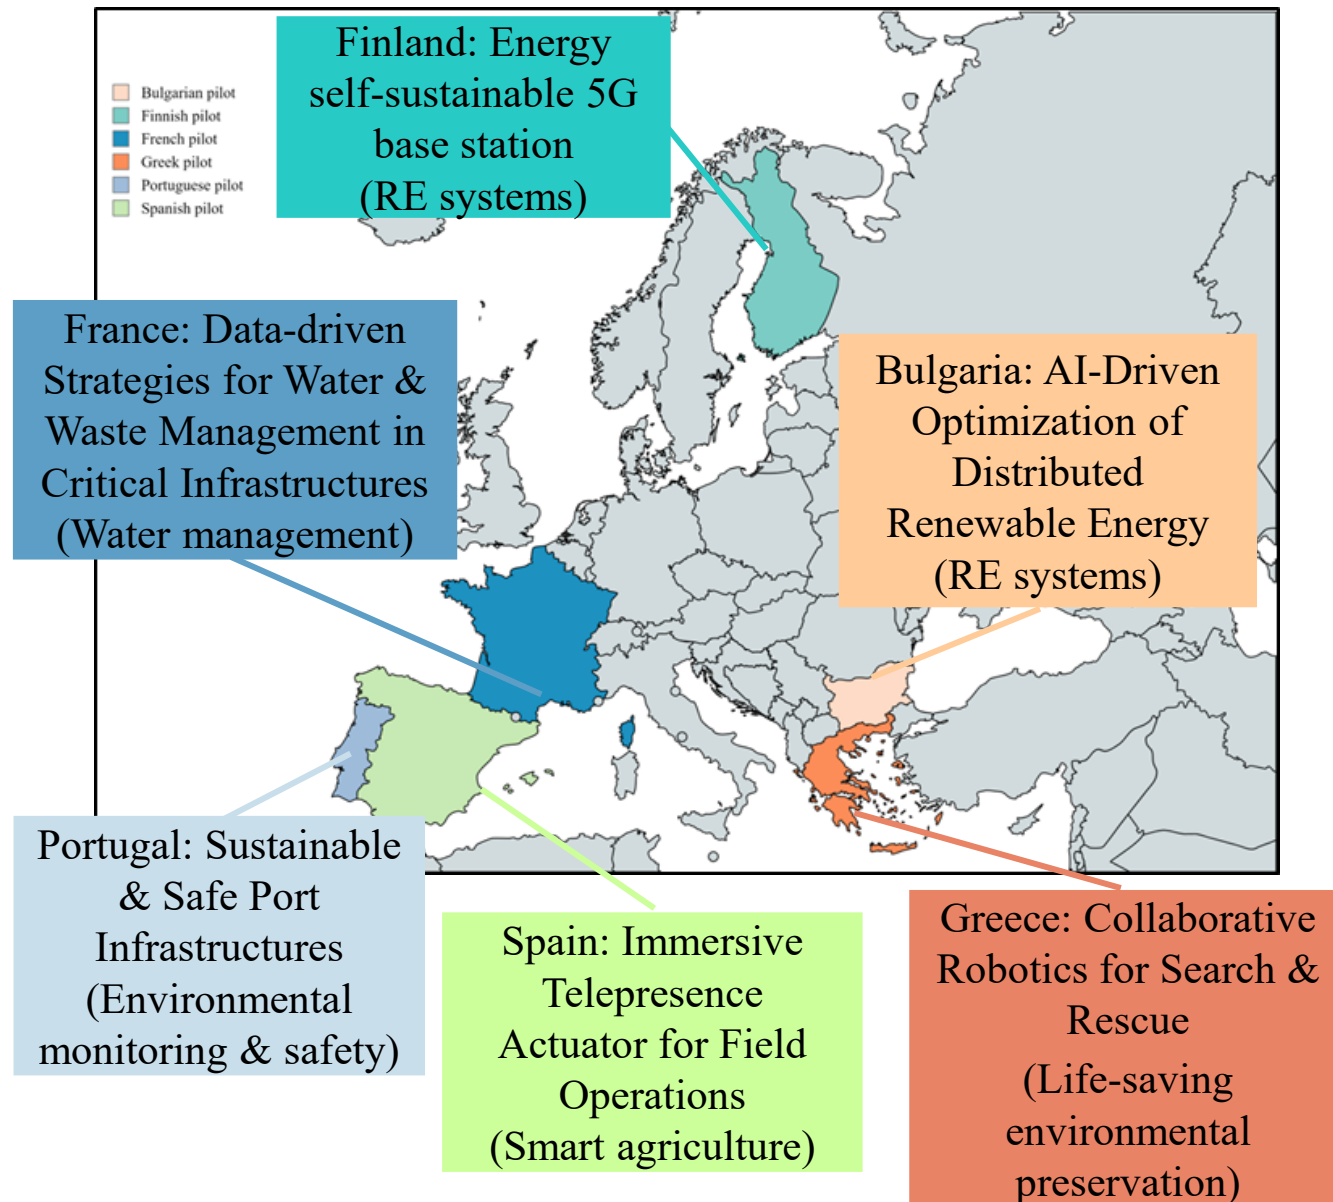 Finland: Energy
self-sustainable 5G
base station
(RE systems)
Bulgarian pilot
Finnish pilot
French pilot
Greek pilot
Portuguese pilot
Spanish pilot
France: Data-driven
Strategies for Water &
Waste Management in
Critical Infrastructures
(Water management)
Bulgaria: AI-Driven
Optimization of
Distributed
Renewable Energy
(RE systems)
Portugal: Sustainable
& Safe Port
Infrastructures
(Environmental
monitoring & safety)
Spain: Immersive
Telepresence
Actuator for Field
Operations
(Smart agriculture)
Greece: Collaborative
Robotics for Search &
Rescue
(Life-saving
environmental
preservation)